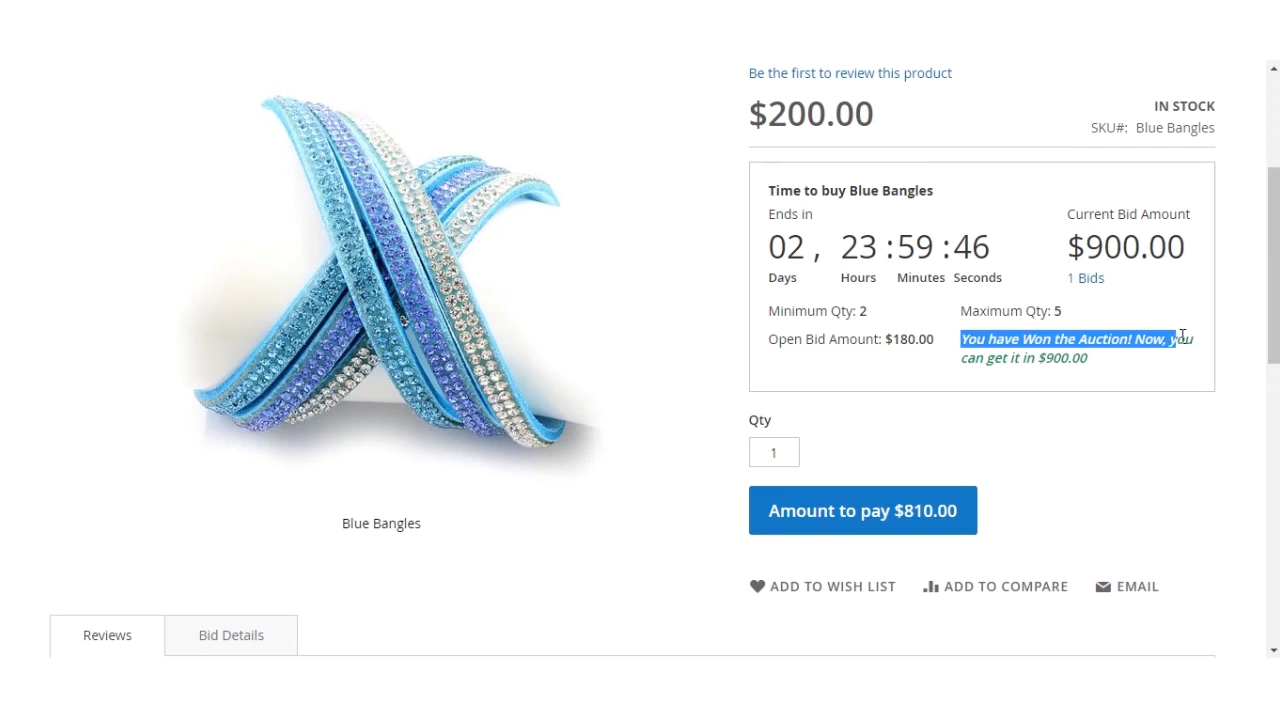 Be the first to review this product
$200.00
IN STOCK
SKU#: Blue Bangles
Time to buy Blue Bangles
Ends in
Current Bid Amount
02 , 23 : 59 : 46
$900.00
Days Hours Minutes Seconds
1 Bids
Minimum Qty: 2
Maximum Qty: 5
Open Bid Amount: $180.00
You have Won the Auction! Now, you
can get it in $900.00
Qty
1
Amount to pay $810.00
Blue Bangles
ADD TO WISH LIST
ADD TO COMPARE
EMAIL
Reviews
Bid Details